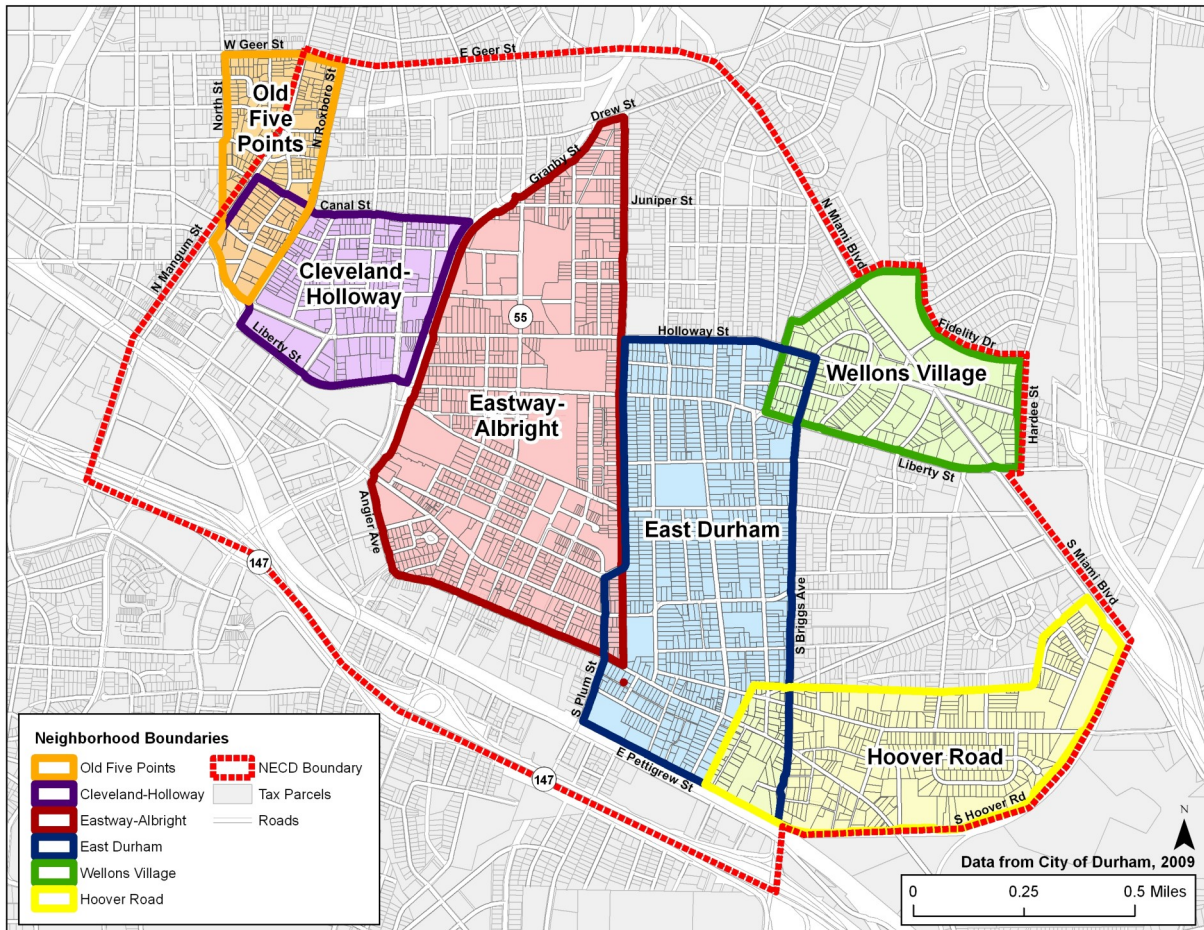 W Geer St
E Geer St
North St
Old
Five
Points
N Roxboro St
Drew St
Granby St
Juniper St
Canal St
N Mangum St
Cleveland-
Holloway
Liberty St
55
N Miami Blvd
Holloway St
Fidelity Dr
Wellons Village
Hardee St
Eastway-
Albright
Liberty St
Angier Ave
East Durham
147
S Miami Blvd
S Briggs Ave
S Plum St
E Pettigrew St
Hoover Road
147
S Hoover Rd
Neighborhood Boundaries
Old Five Points
NECD Boundary
Cleveland-Holloway
Tax Parcels
Eastway-Albright
Roads
East Durham
Wellons Village
Hoover Road
N
Data from City of Durham, 2009
0 0.25 0.5 Miles